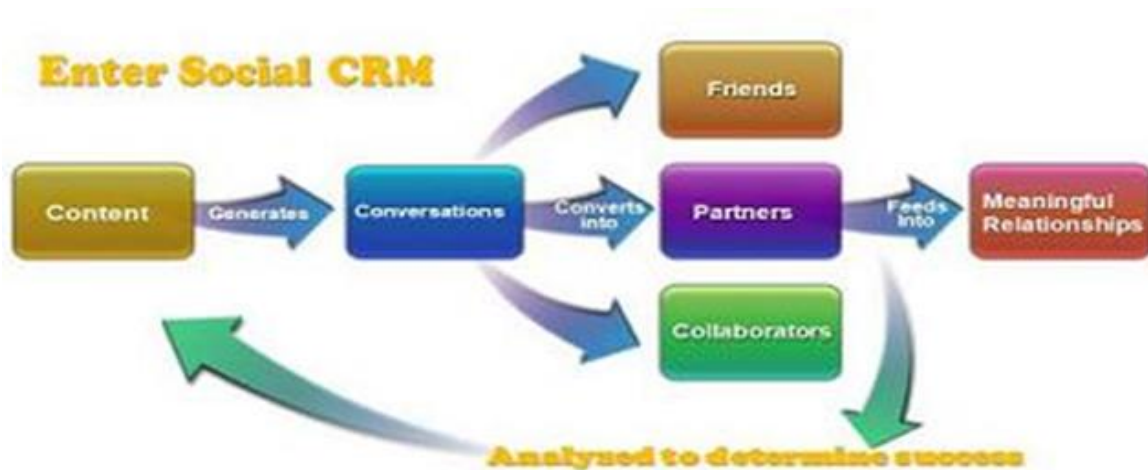 Enter Social CRM
Friends
Content
Generates
Conversations
Converts
into
Partners
Feeds
Into
Meaningful
Relationships
Collaborators
Analyzed to determine success